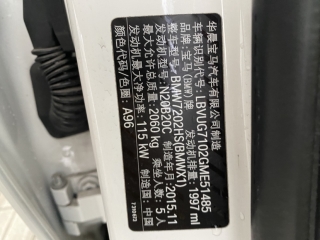 华晨宝马汽车有限公司制造
车辆识别代号: LBVUG7102GME51485
品牌: 宝马(BMW)牌
整车型号: BMW7202HS(BMWX1)
发动机型号: N20B20C 发动机排量: 1997 ml
最大允许总质量: 2060 kg 制造年月: 2015.11
发动机最大净功率: 115 kW 乘坐人数: 5人
颜色代码: A96 制造国: 中国